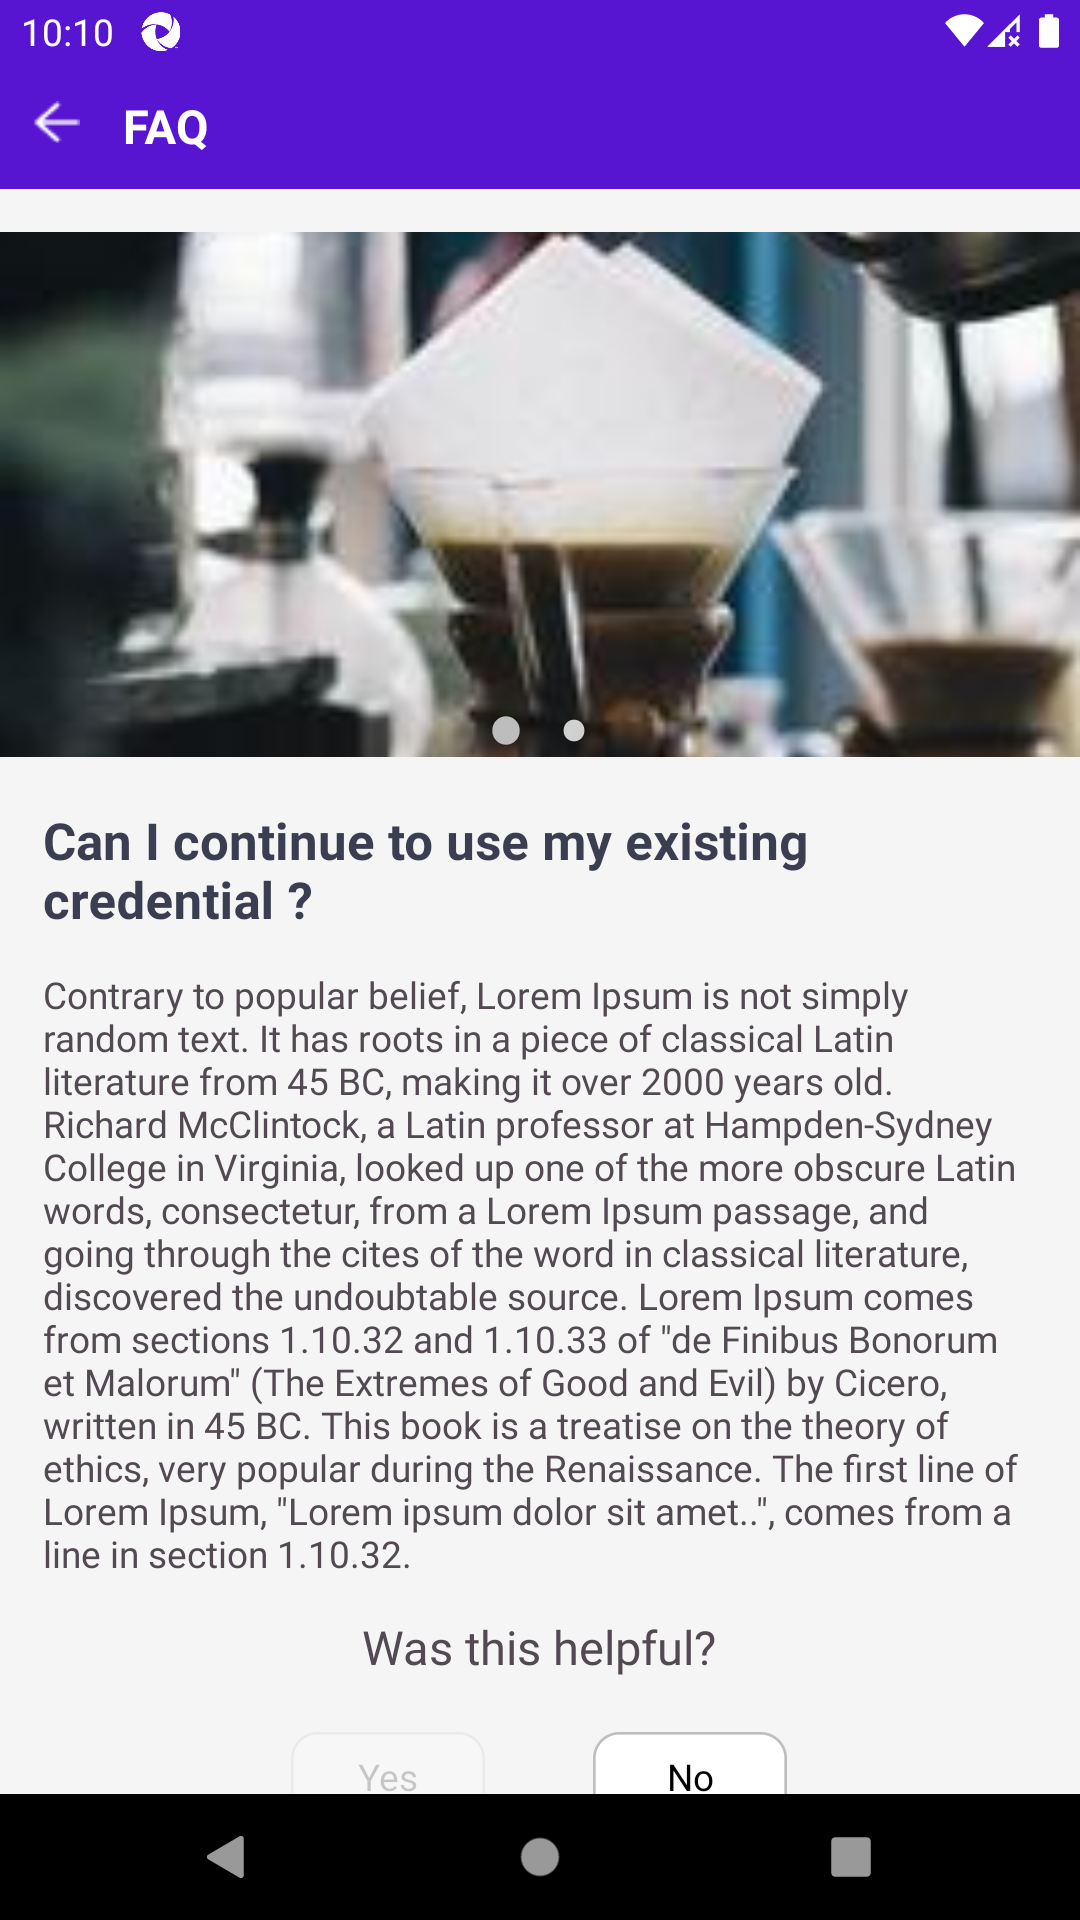 10:10
FAQ
Can I continue to use my existing
credential ?
Contrary to popular belief, Lorem Ipsum is not simply
random text. It has roots in a piece of classical Latin
literature from 45 BC, making it over 2000 years old.
Richard McClintock, a Latin professor at Hampden-Sydney
College in Virginia, looked up one of the more obscure Latin
words, consectetur, from a Lorem Ipsum passage, and
going through the cites of the word in classical literature,
discovered the undoubtable source. Lorem Ipsum comes
from sections 1.10.32 and 1.10.33 of "de Finibus Bonorum
et Malorum" (The Extremes of Good and Evil) by Cicero,
written in 45 BC. This book is a treatise on the theory of
ethics, very popular during the Renaissance. The first line of
Lorem Ipsum, "Lorem ipsum dolor sit amet..", comes from a
line in section 1.10.32.
Was this helpful?
Yes No